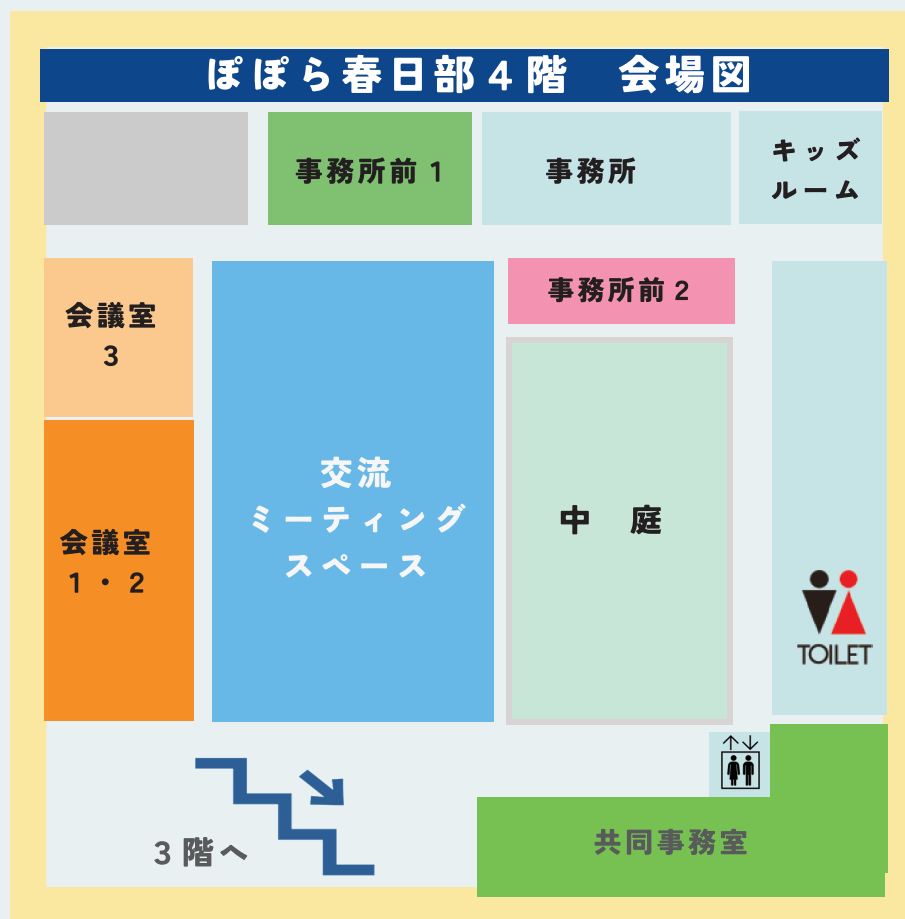 ぽぽら春日部４階　会場図
事務所前１
事務所
キッズ
ルーム
会議室
３
事務所前２
交流
ミーティング
スペース
中　庭
会議室
１・２
TOILET
３階へ
共同事務室